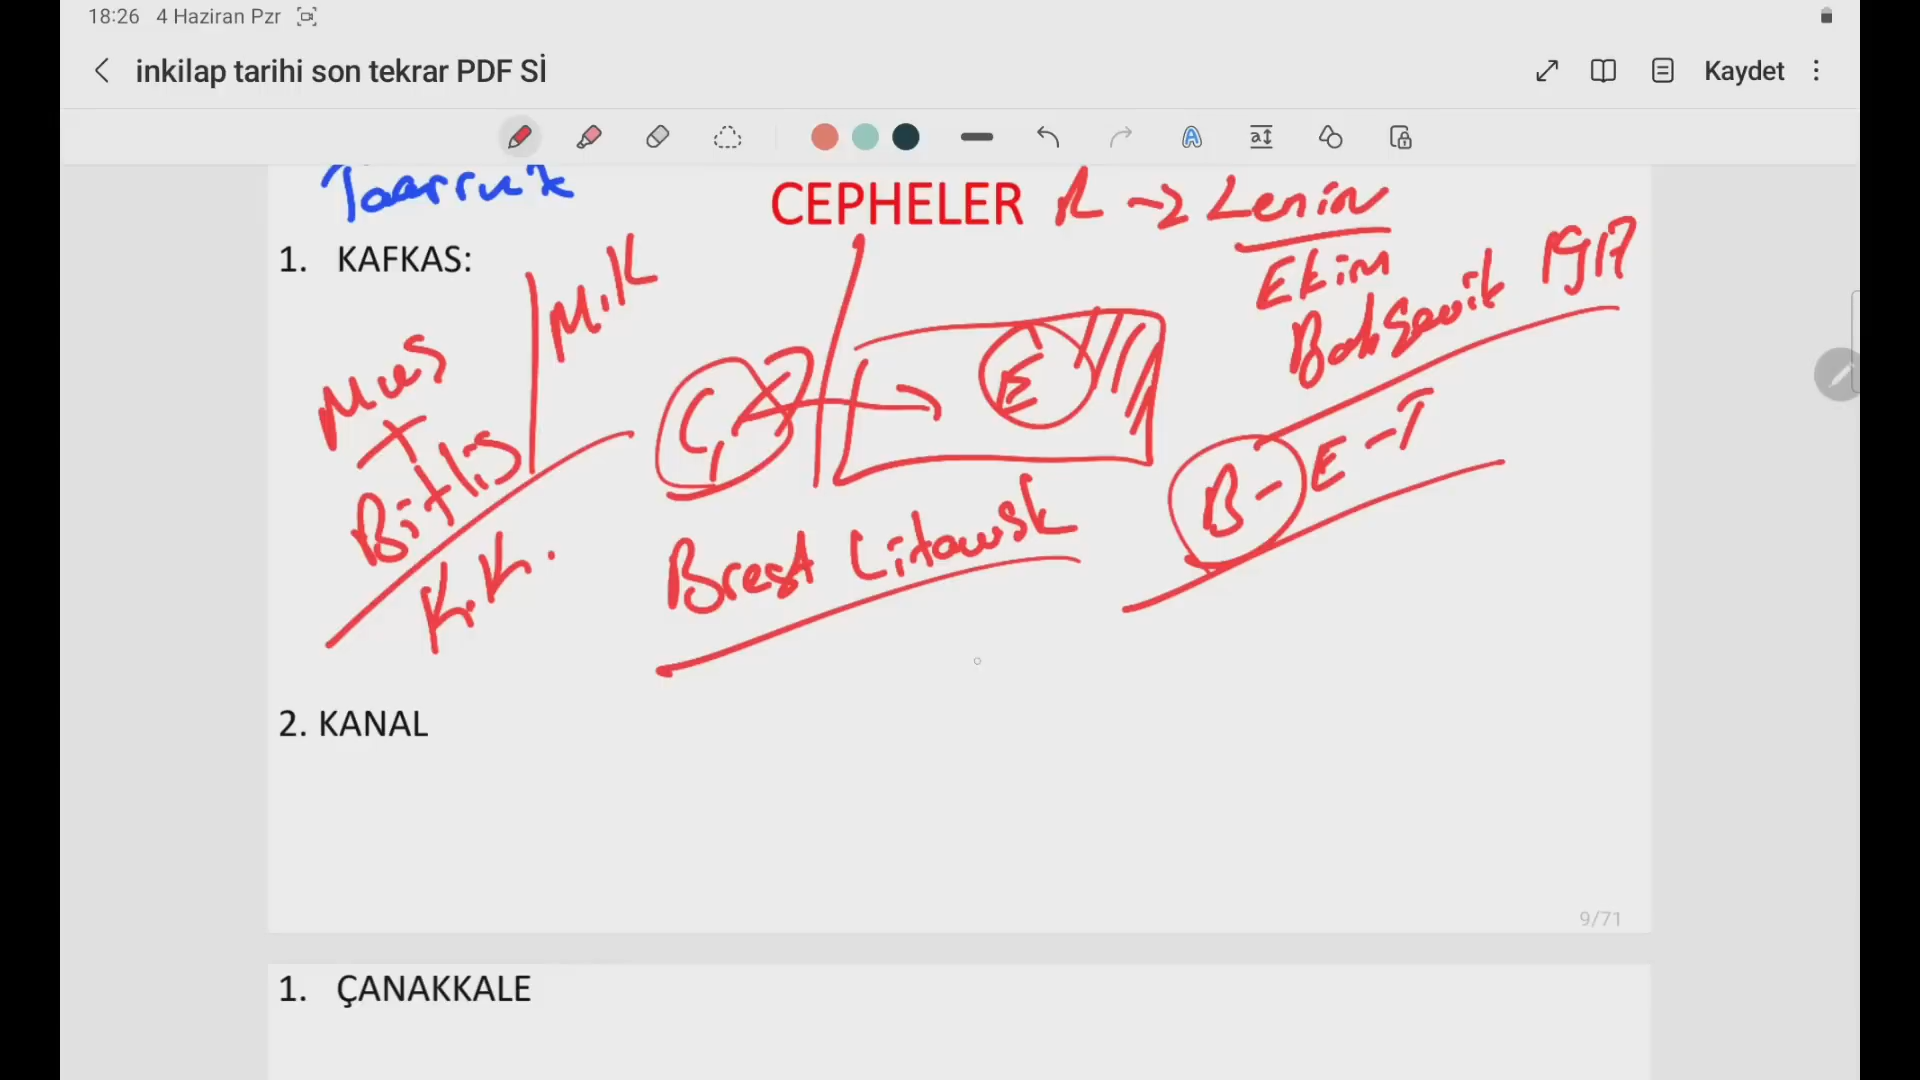 18:26 4 Haziran Pzr
inkilap tarihi son tekrar PDF Sİ
Kaydet
Taarruz
CEPHELER R → Lenin
1. KAFKAS:
Ekim
Bolşevik 1917
M.K
Muş
Bitlis
K.K.
E
B - E - T
Brest Litowsk
2. KANAL
9/71
1. ÇANAKKALE